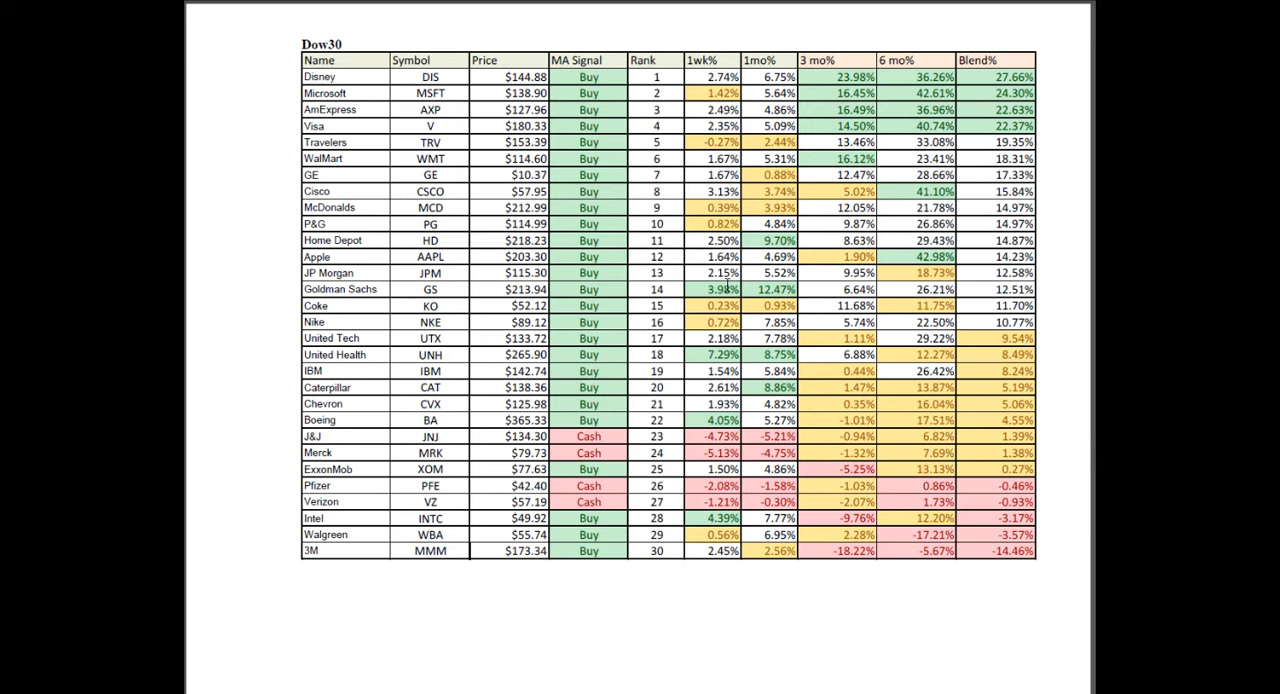 Dow30
Name Symbol Price MA Signal Rank 1wk% 1mo% 3 mo% 6 mo% Blend%
Disney DIS $144.88 Buy 1 2.74% 6.75% 23.98% 36.26% 27.66%
Microsoft MSFT $138.90 Buy 2 1.42% 5.64% 16.45% 42.61% 24.30%
AmExpress AXP $127.96 Buy 3 2.49% 4.86% 16.49% 36.96% 22.63%
Visa V $180.33 Buy 4 2.35% 5.09% 14.50% 40.74% 22.37%
Travelers TRV $153.39 Buy 5 -0.27% 2.44% 13.46% 33.08% 19.35%
WalMart WMT $114.60 Buy 6 1.67% 5.31% 16.12% 23.41% 18.31%
GE GE $10.37 Buy 7 1.67% 0.88% 12.47% 28.66% 17.33%
Cisco CSCO $57.95 Buy 8 3.13% 3.74% 5.02% 41.10% 15.84%
McDonalds MCD $212.99 Buy 9 0.39% 3.93% 12.05% 21.78% 14.97%
P&G PG $114.99 Buy 10 0.82% 4.84% 9.87% 26.86% 14.97%
Home Depot HD $218.23 Buy 11 2.50% 9.70% 8.63% 29.43% 14.87%
Apple AAPL $203.30 Buy 12 1.64% 4.69% 1.90% 42.98% 14.23%
JP Morgan JPM $115.30 Buy 13 2.15% 5.52% 9.95% 18.73% 12.58%
Goldman Sachs GS $213.94 Buy 14 3.98% 12.47% 6.64% 26.21% 12.51%
Coke KO $52.12 Buy 15 0.23% 0.93% 11.68% 11.75% 11.70%
Nike NKE $89.12 Buy 16 0.72% 7.85% 5.74% 22.50% 10.77%
United Tech UTX $133.72 Buy 17 2.18% 7.78% 1.11% 29.22% 9.54%
United Health UNH $265.90 Buy 18 7.29% 8.75% 6.88% 12.27% 8.49%
IBM IBM $142.74 Buy 19 1.54% 5.84% 0.44% 26.42% 8.24%
Caterpillar CAT $138.36 Buy 20 2.61% 8.86% 1.47% 13.87% 5.19%
Chevron CVX $125.98 Buy 21 1.93% 4.82% 0.35% 16.04% 5.06%
Boeing BA $365.33 Buy 22 4.05% 5.27% -1.01% 17.51% 4.55%
J&J JNJ $134.30 Cash 23 -4.73% -5.21% -0.94% 6.82% 1.39%
Merck MRK $79.73 Cash 24 -5.13% -4.75% -1.32% 7.69% 1.38%
ExxonMob XOM $77.63 Buy 25 1.50% 4.86% -5.25% 13.13% 0.27%
Pfizer PFE $42.40 Cash 26 -2.08% -1.58% -1.03% 0.86% -0.46%
Verizon VZ $57.19 Cash 27 -1.21% -0.30% -2.07% 1.73% -0.93%
Intel INTC $49.92 Buy 28 4.39% 7.77% -9.76% 12.20% -3.17%
Walgreen WBA $55.74 Buy 29 0.56% 6.95% 2.28% -17.21% -3.57%
3M MMM $173.34 Buy 30 2.45% 2.56% -18.22% -5.67% -14.46%